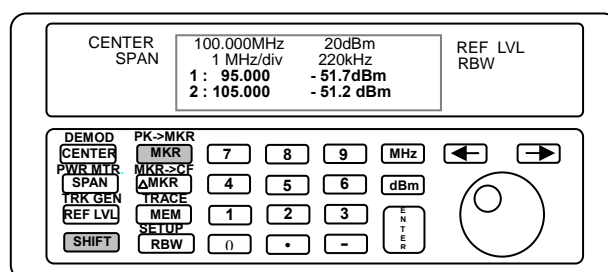 CENTER 100.000MHz 20dBm REF LVL
SPAN 1 MHz/div 220kHz RBW
1 : 95.000 - 51.7dBm
2 : 105.000 - 51.2 dBm
DEMOD PK->MKR
CENTER MKR 7 8 9 MHz
PWR MTR. MKR->CF
SPAN △MKR 4 5 6 dBm
TRK GEN TRACE
REF LVL MEM 1 2 3 ENTER
SETUP
SHIFT RBW () • -